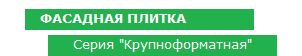 ФАСАДНАЯ ПЛИТКА
Серия "Крупноформатная"